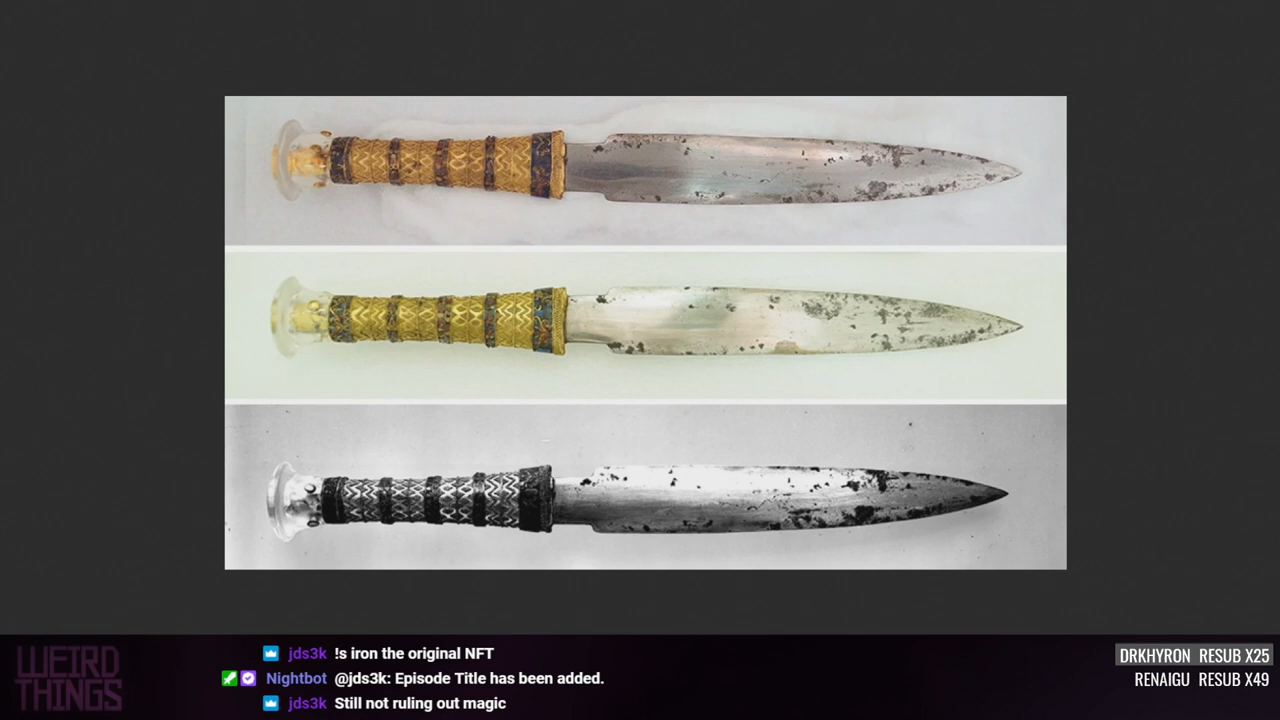 WEIRD
THINGS
jds3k !s iron the original NFT
Nightbot @jds3k: Episode Title has been added.
jds3k Still not ruling out magic
DRKHYRON RESUB X25
RENAIGU RESUB X49